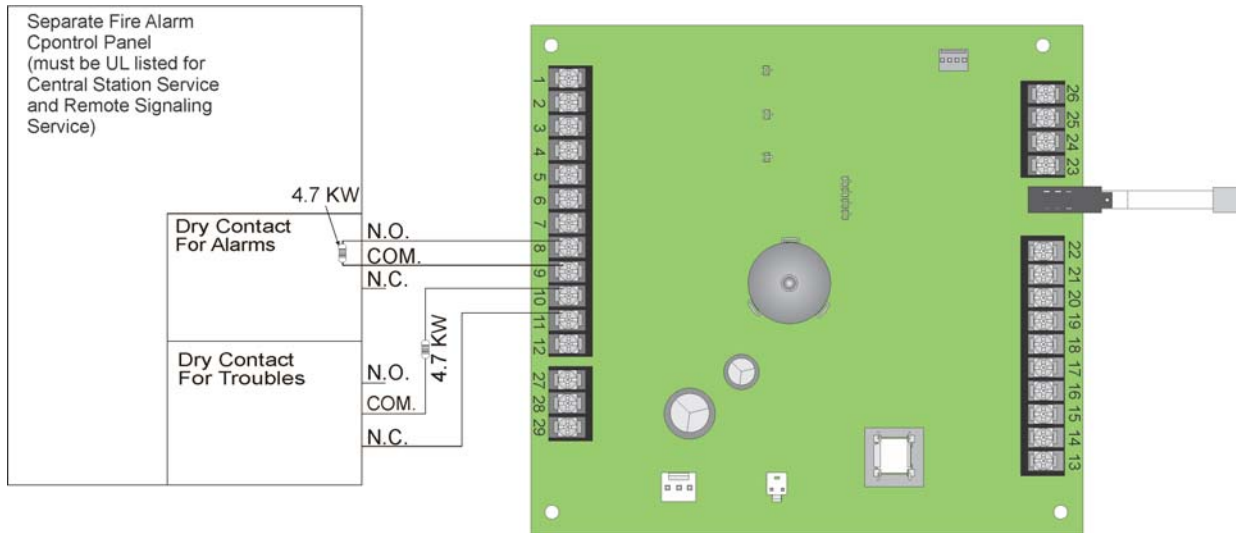 Separate Fire Alarm
Cpontrol Panel
(must be UL listed for
Central Station Service
and Remote Signaling
Service)
4.7 KW
Dry Contact
For Alarms
N.O.
COM.
N.C.
4.7 KW
Dry Contact
For Troubles
N.O.
COM.
N.C.
1
2
3
4
5
6
7
8
9
10
11
12
27
28
29
26
25
24
23
22
21
20
19
18
17
16
15
14
13